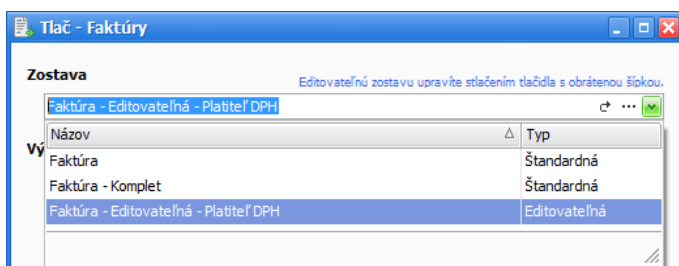 Tlač - Faktúry
Zostava
Editovateľnú zostavu upravíte stlačením tlačidla s obrátenou šípkou.
Faktúra - Editovateľná - Platiteľ DPH
Názov Typ
Vý
Faktúra Štandardná
Faktúra - Komplet Štandardná
Faktúra - Editovateľná - Platiteľ DPH Editovateľná